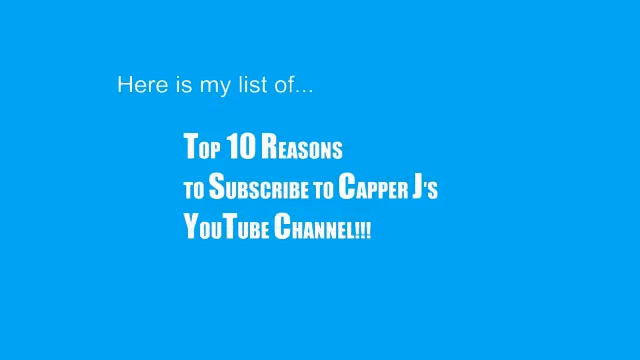 Here is my list of...
Top 10 Reasons
to Subscribe to Capper J's
YouTube Channel!!!